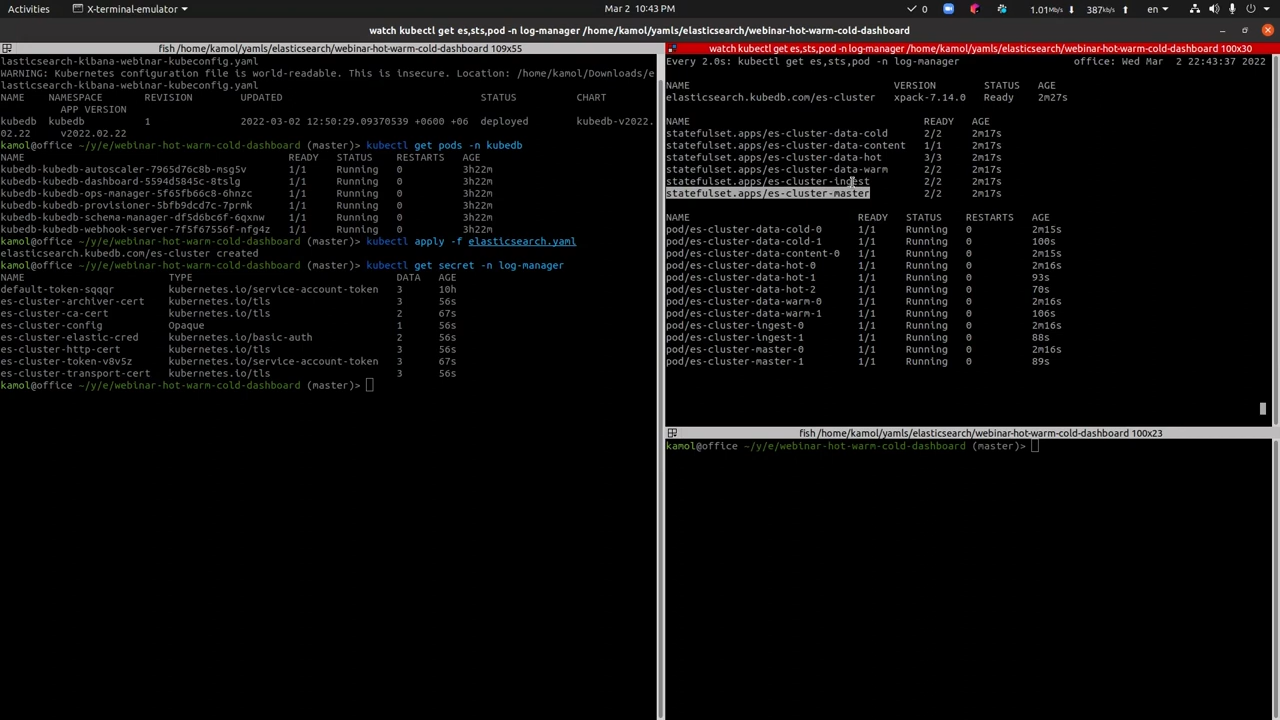 Activities X-terminal-emulator Mar 2 10:43 PM 0 1.01MB/s 387kB/s en
watch kubectl get es,sts,pod -n log-manager /home/kamol/yamls/elasticsearch/webinar-hot-warm-cold-dashboard
fish /home/kamol/yamls/elasticsearch/webinar-hot-warm-cold-dashboard 109x55
lasticsearch-kibana-webinar-kubeconfig.yaml
WARNING: Kubernetes configuration file is world-readable. This is insecure. Location: /home/kamol/Downloads/e
lasticsearch-kibana-webinar-kubeconfig.yaml
NAME NAMESPACE REVISION UPDATED STATUS CHART
APP VERSION
kubedb kubedb 1 2022-03-02 12:50:29.09370539 +0600 +06 deployed kubedb-v2022.
02.22 v2022.02.22
kamol@office ~/y/e/webinar-hot-warm-cold-dashboard (master)> kubectl get pods -n kubedb
NAME READY STATUS RESTARTS AGE
kubedb-kubedb-autoscaler-7965d76c8b-msg5v 1/1 Running 0 3h22m
kubedb-kubedb-dashboard-5594d5845c-8tslg 1/1 Running 0 3h22m
kubedb-kubedb-ops-manager-5f65fb66c8-6hnzc 1/1 Running 0 3h22m
kubedb-kubedb-provisioner-5bfbd9cd7c-7prmk 1/1 Running 0 3h22m
kubedb-kubedb-schema-manager-df5d6bc6f-6qxnw 1/1 Running 0 3h22m
kubedb-kubedb-webhook-server-7f5f67556f-nfg4z 1/1 Running 0 3h22m
kamol@office ~/y/e/webinar-hot-warm-cold-dashboard (master)> kubectl apply -f elasticsearch.yaml
elasticsearch.kubedb.com/es-cluster created
kamol@office ~/y/e/webinar-hot-warm-cold-dashboard (master)> kubectl get secret -n log-manager
NAME TYPE DATA AGE
default-token-sqqqr kubernetes.io/service-account-token 3 10h
es-cluster-archiver-cert kubernetes.io/tls 3 56s
es-cluster-ca-cert kubernetes.io/tls 2 67s
es-cluster-config Opaque 1 56s
es-cluster-elastic-cred kubernetes.io/basic-auth 2 56s
es-cluster-http-cert kubernetes.io/tls 3 56s
es-cluster-token-v8v5z kubernetes.io/service-account-token 3 67s
es-cluster-transport-cert kubernetes.io/tls 3 56s
kamol@office ~/y/e/webinar-hot-warm-cold-dashboard (master)>
watch kubectl get es,sts,pod -n log-manager /home/kamol/yamls/elasticsearch/webinar-hot-warm-cold-dashboard 100x30
Every 2.0s: kubectl get es,sts,pod -n log-manager office: Wed Mar 2 22:43:37 2022
NAME VERSION STATUS AGE
elasticsearch.kubedb.com/es-cluster xpack-7.14.0 Ready 2m27s
NAME READY AGE
statefulset.apps/es-cluster-data-cold 2/2 2m17s
statefulset.apps/es-cluster-data-content 1/1 2m17s
statefulset.apps/es-cluster-data-hot 3/3 2m17s
statefulset.apps/es-cluster-data-warm 2/2 2m17s
statefulset.apps/es-cluster-ingest 2/2 2m17s
statefulset.apps/es-cluster-master 2/2 2m17s
NAME READY STATUS RESTARTS AGE
pod/es-cluster-data-cold-0 1/1 Running 0 2m15s
pod/es-cluster-data-cold-1 1/1 Running 0 100s
pod/es-cluster-data-content-0 1/1 Running 0 2m15s
pod/es-cluster-data-hot-0 1/1 Running 0 2m16s
pod/es-cluster-data-hot-1 1/1 Running 0 93s
pod/es-cluster-data-hot-2 1/1 Running 0 70s
pod/es-cluster-data-warm-0 1/1 Running 0 2m16s
pod/es-cluster-data-warm-1 1/1 Running 0 106s
pod/es-cluster-ingest-0 1/1 Running 0 2m16s
pod/es-cluster-ingest-1 1/1 Running 0 88s
pod/es-cluster-master-0 1/1 Running 0 2m16s
pod/es-cluster-master-1 1/1 Running 0 89s
fish /home/kamol/yamls/elasticsearch/webinar-hot-warm-cold-dashboard 100x23
kamol@office ~/y/e/webinar-hot-warm-cold-dashboard (master)>